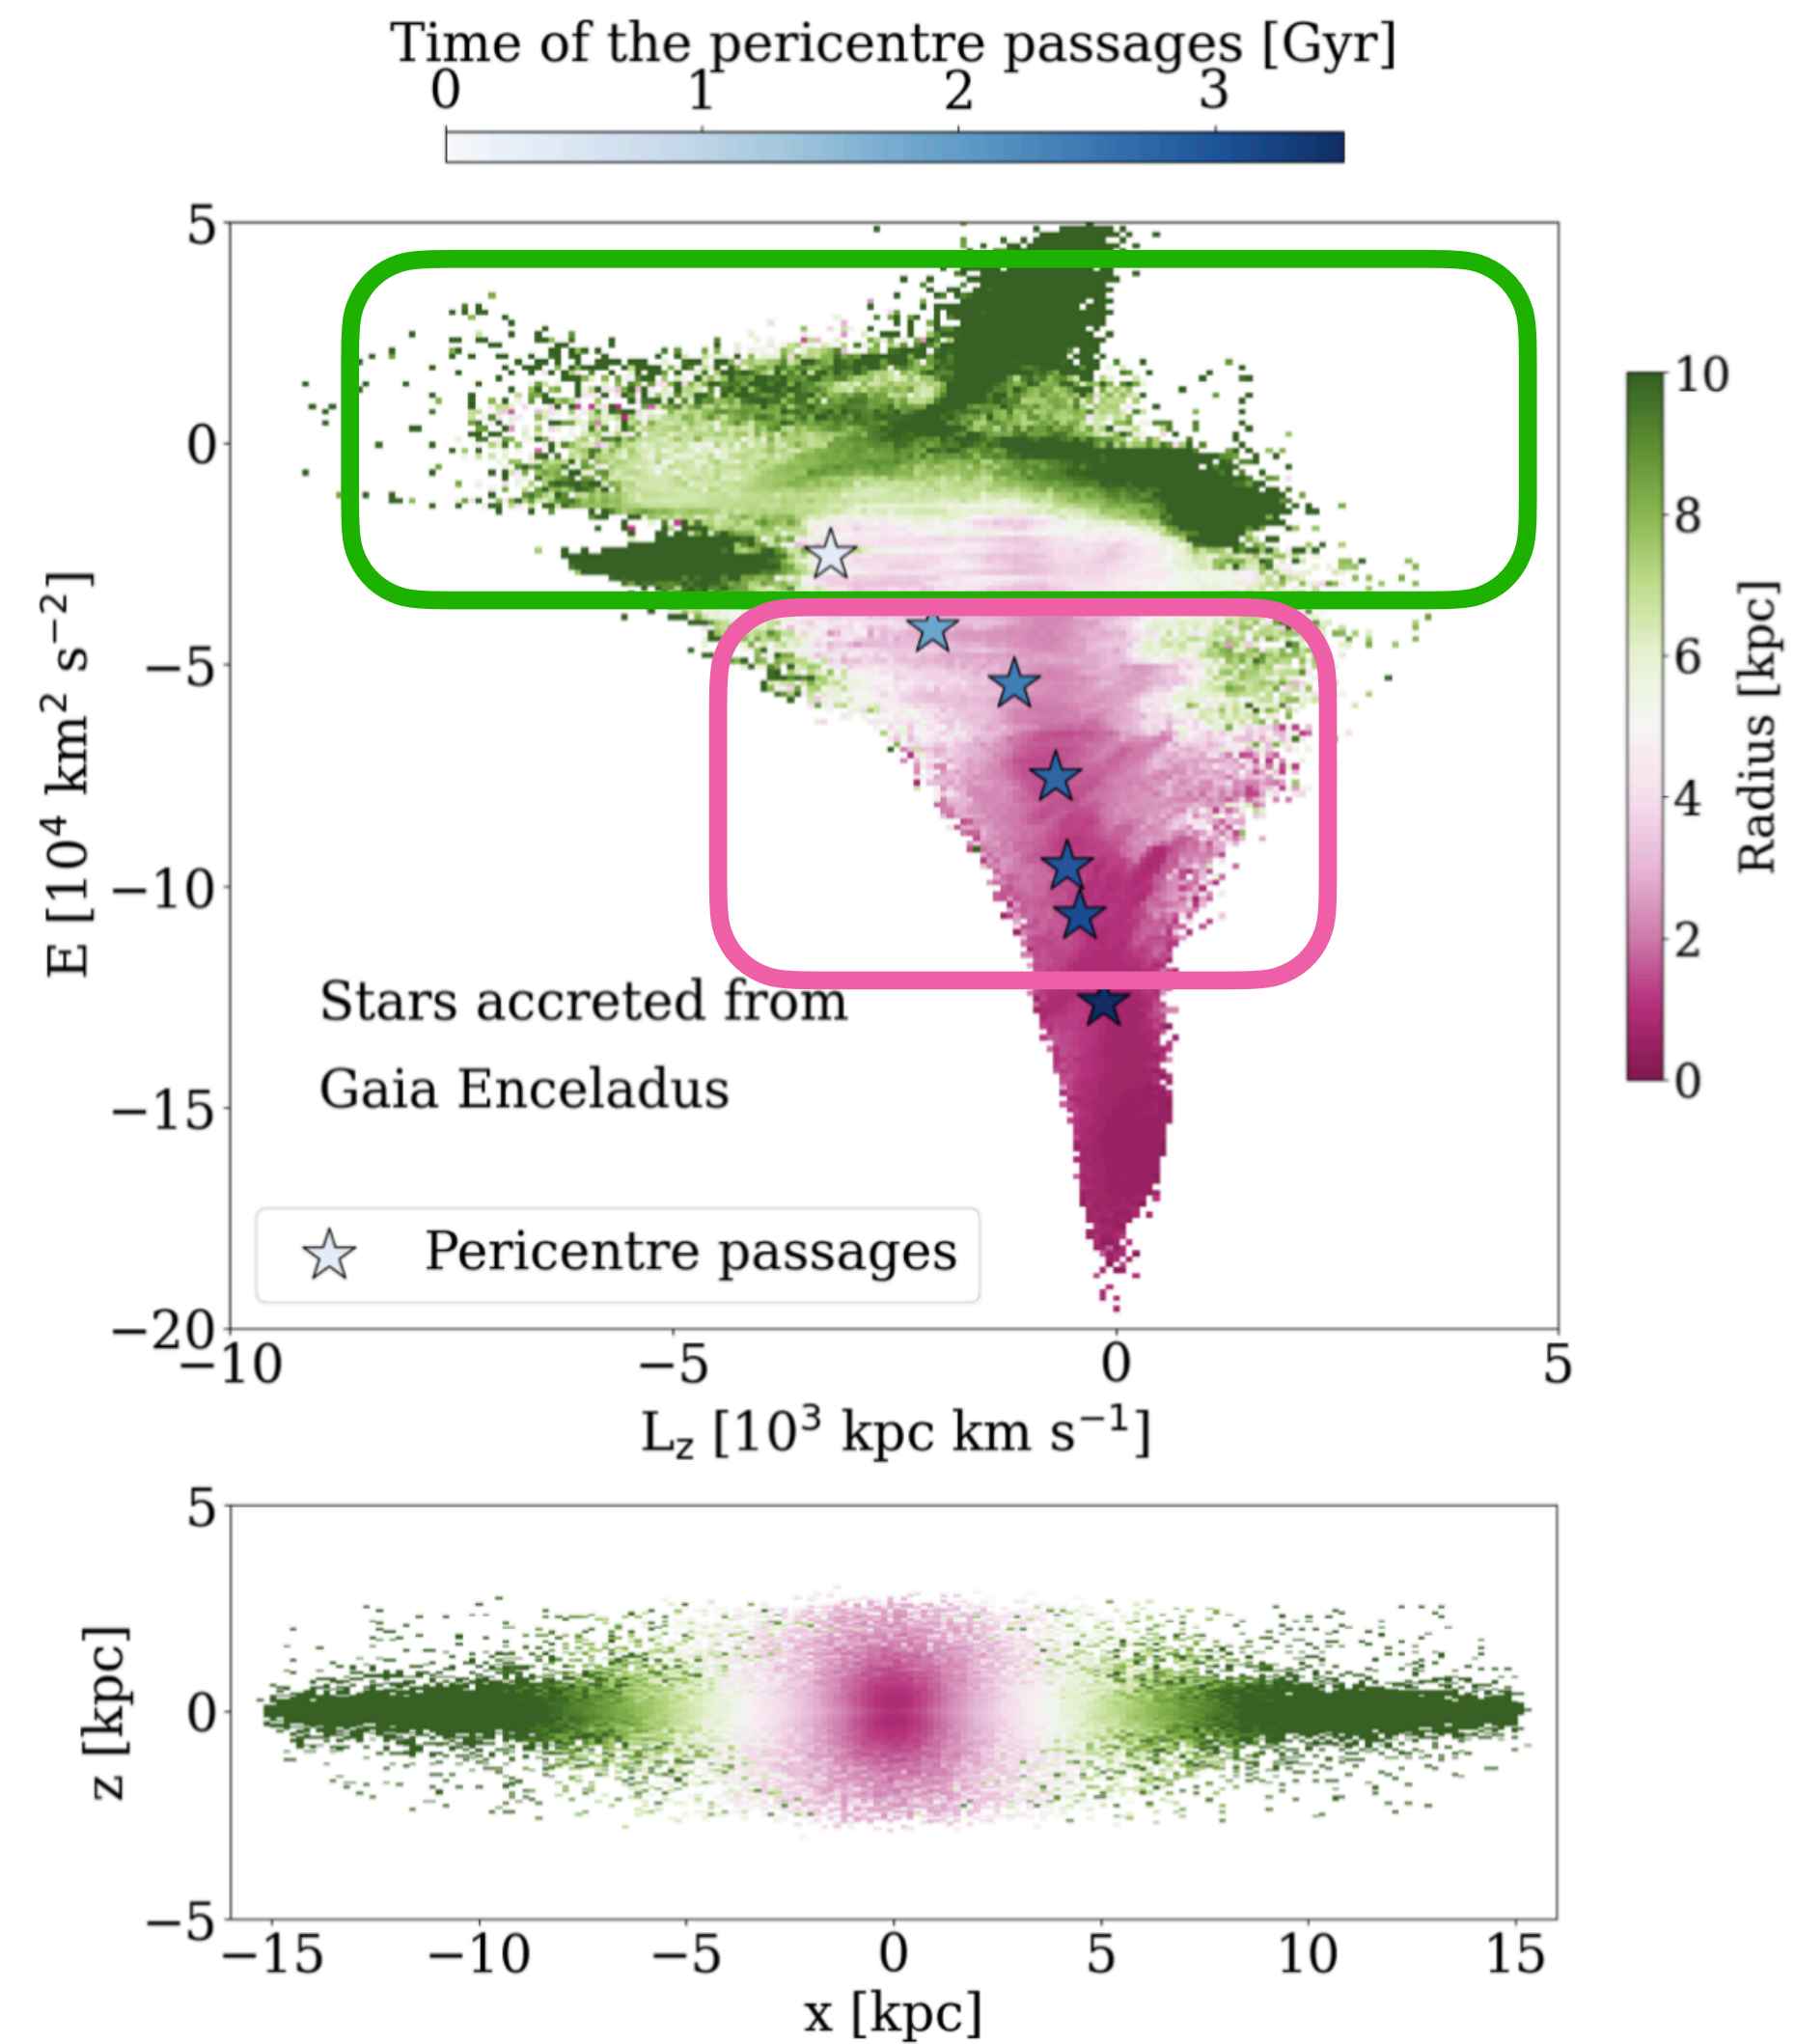 Time of the pericentre passages [Gyr]
0 1 2 3
5
0
−5
−10
−15
−20
E [10⁴ km² s⁻²]
Stars accreted from
Gaia Enceladus
Pericentre passages
10
8
6
4
2
0
Radius [kpc]
−10 −5 0 5
L_z [10³ kpc km s⁻¹]
5
0
−5
z [kpc]
−15 −10 −5 0 5 10 15
x [kpc]